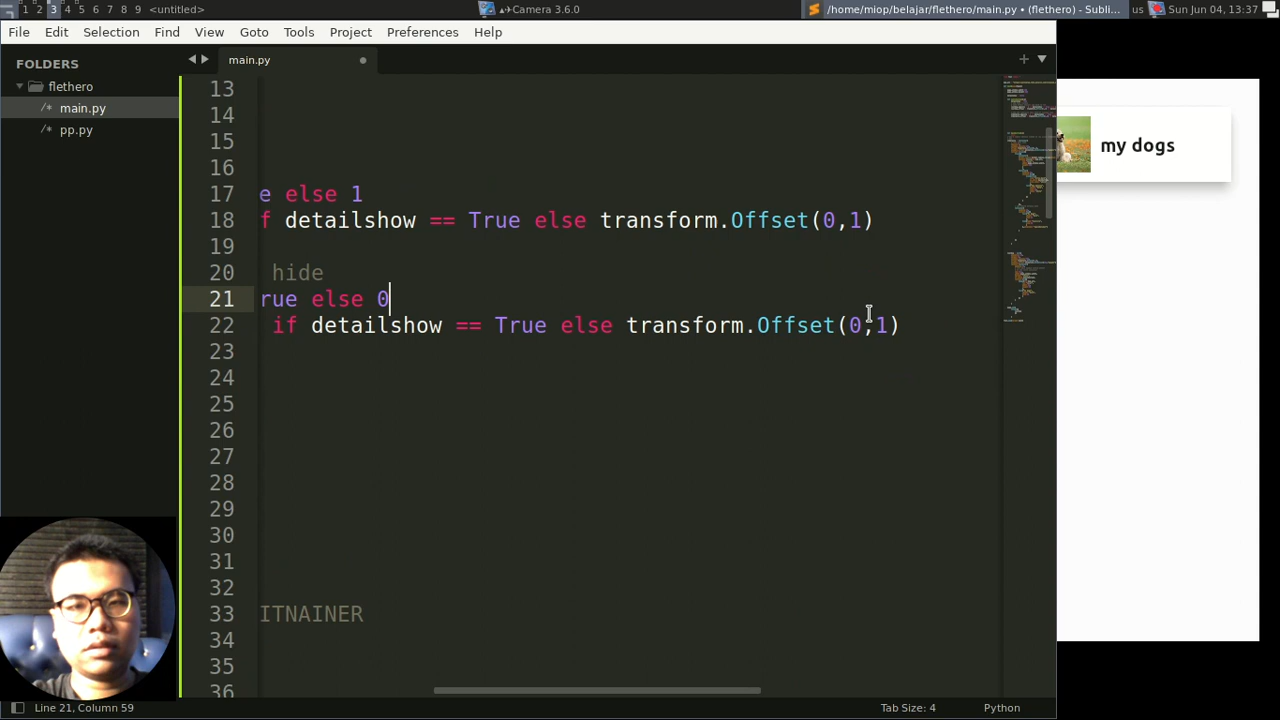 1 2 3 4 5 6 7 8 9 <untitled>
Camera 3.6.0
/home/miop/belajar/flethero/main.py • (flethero) - Subli...
us
Sun Jun 04, 13:37
File Edit Selection Find View Goto Tools Project Preferences Help
FOLDERS
flethero
/* main.py
/* pp.py
main.py
13
14
15
16
17 e else 1
18 f detailshow == True else transform.Offset(0,1)
19
20 hide
21 rue else 0
22 if detailshow == True else transform.Offset(0,1)
23
24
25
26
27
28
29
30
31
32
33 ITNAINER
34
35
36
my dogs
Line 21, Column 59
Tab Size: 4
Python